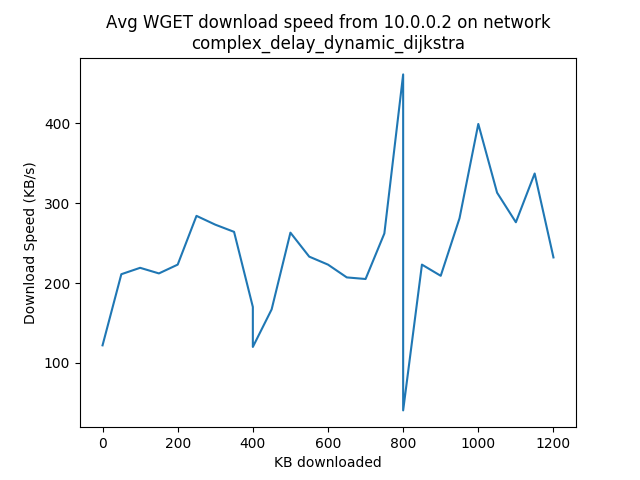 Avg WGET download speed from 10.0.0.2 on network
complex_delay_dynamic_dijkstra
400
300
200
100
Download Speed (KB/s)
0 200 400 600 800 1000 1200
KB downloaded